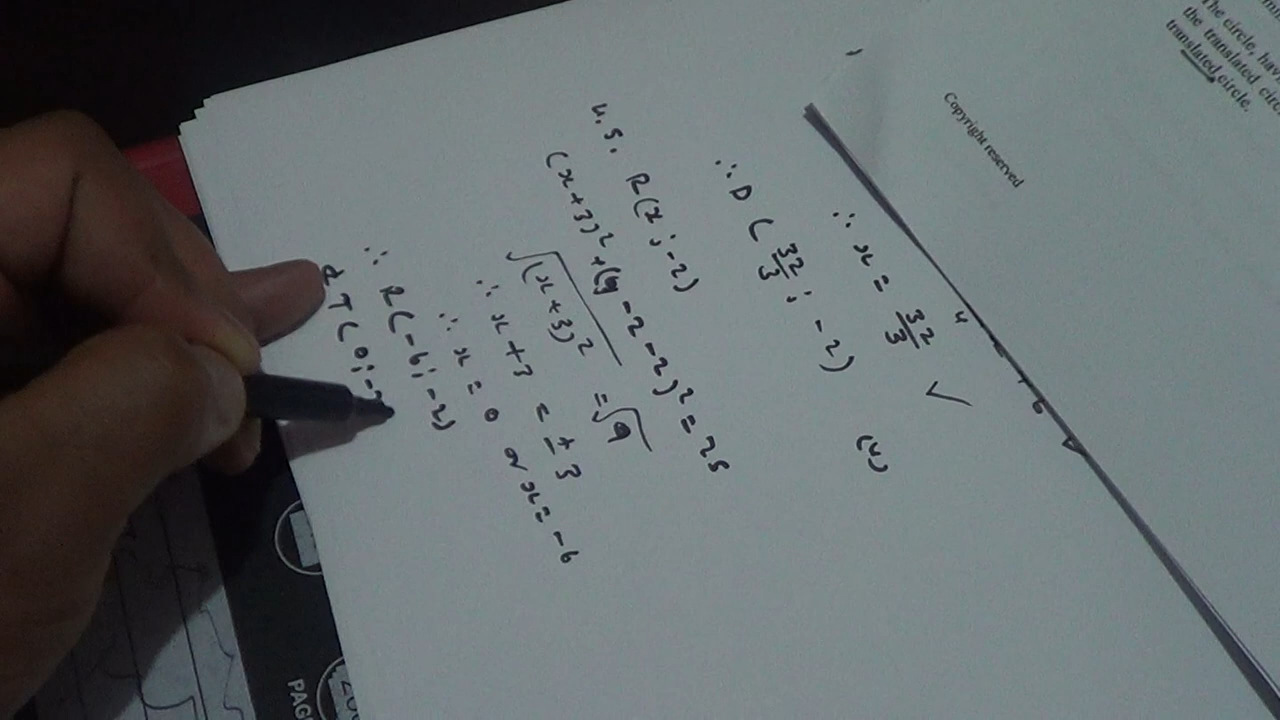 the circle, hav
the translated circ
translated circle.
Copyright reserved
∴ x = 32/3 ✓
(4)
∴ D ( 32/3 ; -2)
4.5. R(x ; -2)
(x+3)² + (y -2 -2)² = 25
√(x+3)² = √9
∴ x+3 = ±3
∴ x = 0 or x = -6
∴ R(-6; -2)
T(0; -
PAG